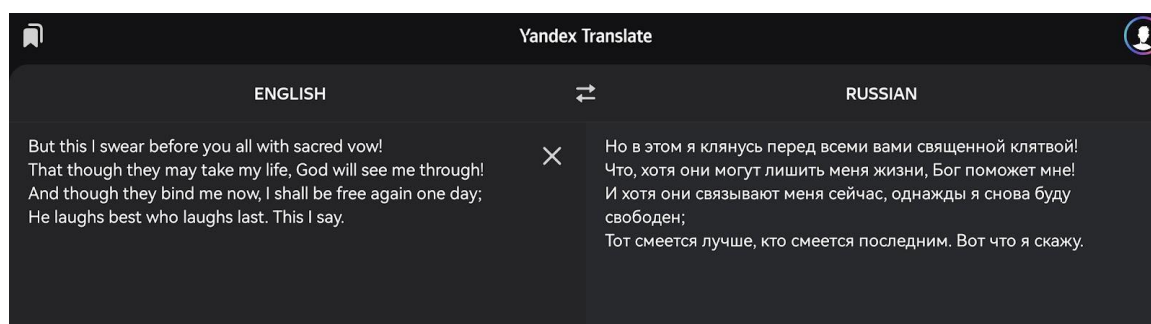 Yandex Translate
ENGLISH
RUSSIAN
But this I swear before you all with sacred vow!
That though they may take my life, God will see me through!
And though they bind me now, I shall be free again one day;
He laughs best who laughs last. This I say.
Но в этом я клянусь перед всеми вами священной клятвой!
Что, хотя они могут лишить меня жизни, Бог поможет мне!
И хотя они связывают меня сейчас, однажды я снова буду
свободен;
Тот смеется лучше, кто смеется последним. Вот что я скажу.